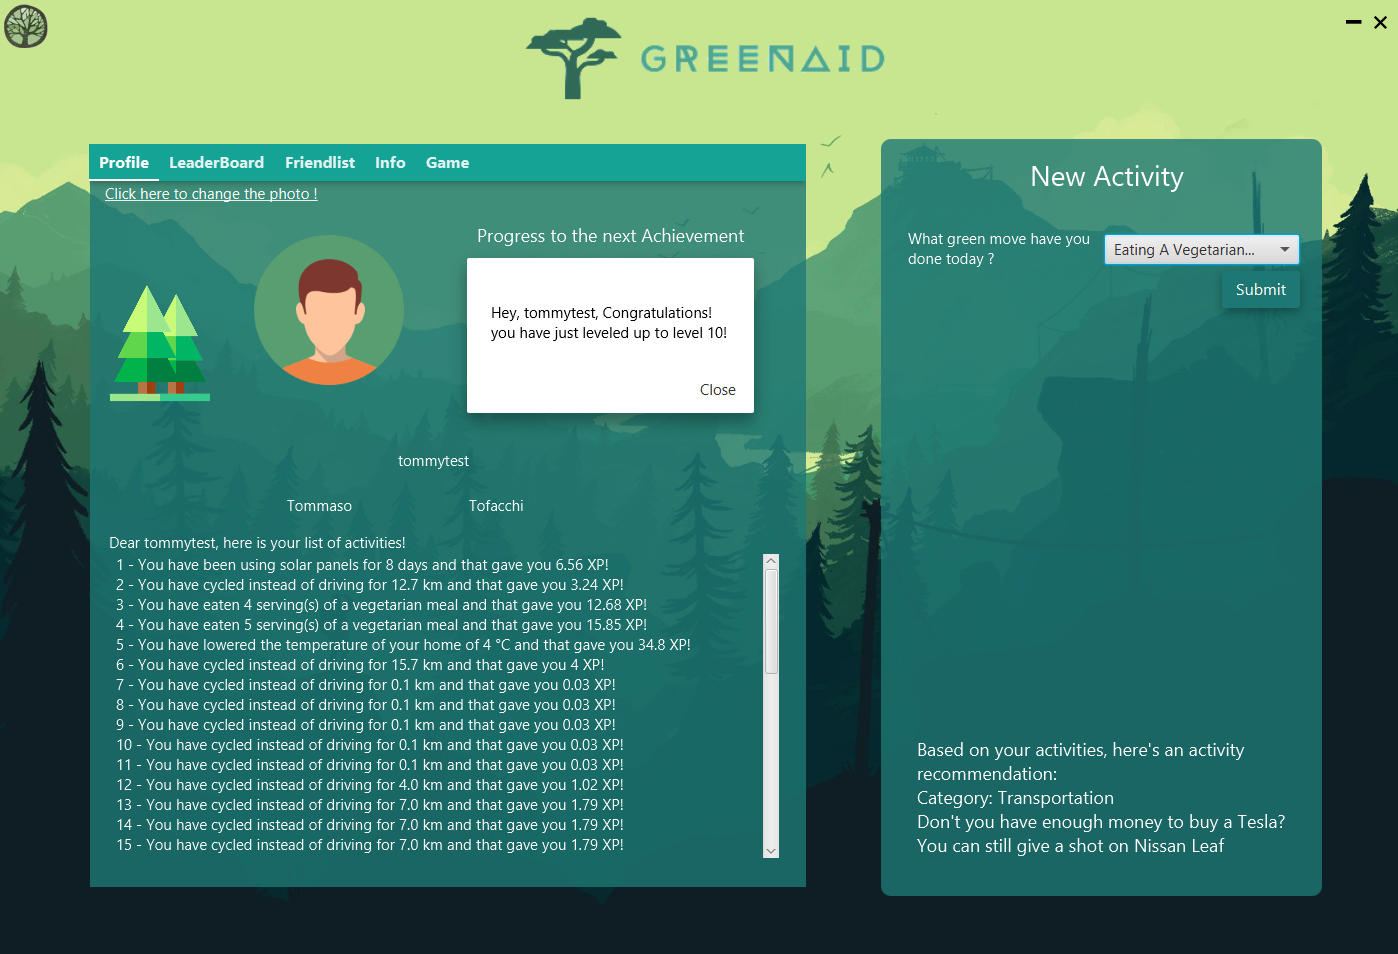 GREENAID
Profile LeaderBoard Friendlist Info Game
Click here to change the photo !
Progress to the next Achievement
Hey, tommytest, Congratulations!
you have just leveled up to level 10!
Close
tommytest
Tommaso Tofacchi
Dear tommytest, here is your list of activities!
1 - You have been using solar panels for 8 days and that gave you 6.56 XP!
2 - You have cycled instead of driving for 12.7 km and that gave you 3.24 XP!
3 - You have eaten 4 serving(s) of a vegetarian meal and that gave you 12.68 XP!
4 - You have eaten 5 serving(s) of a vegetarian meal and that gave you 15.85 XP!
5 - You have lowered the temperature of your home of 4 °C and that gave you 34.8 XP!
6 - You have cycled instead of driving for 15.7 km and that gave you 4 XP!
7 - You have cycled instead of driving for 0.1 km and that gave you 0.03 XP!
8 - You have cycled instead of driving for 0.1 km and that gave you 0.03 XP!
9 - You have cycled instead of driving for 0.1 km and that gave you 0.03 XP!
10 - You have cycled instead of driving for 0.1 km and that gave you 0.03 XP!
11 - You have cycled instead of driving for 0.1 km and that gave you 0.03 XP!
12 - You have cycled instead of driving for 4.0 km and that gave you 1.02 XP!
13 - You have cycled instead of driving for 7.0 km and that gave you 1.79 XP!
14 - You have cycled instead of driving for 7.0 km and that gave you 1.79 XP!
15 - You have cycled instead of driving for 7.0 km and that gave you 1.79 XP!
New Activity
What green move have you
done today ?
Eating A Vegetarian...
Submit
Based on your activities, here's an activity
recommendation:
Category: Transportation
Don't you have enough money to buy a Tesla?
You can still give a shot on Nissan Leaf